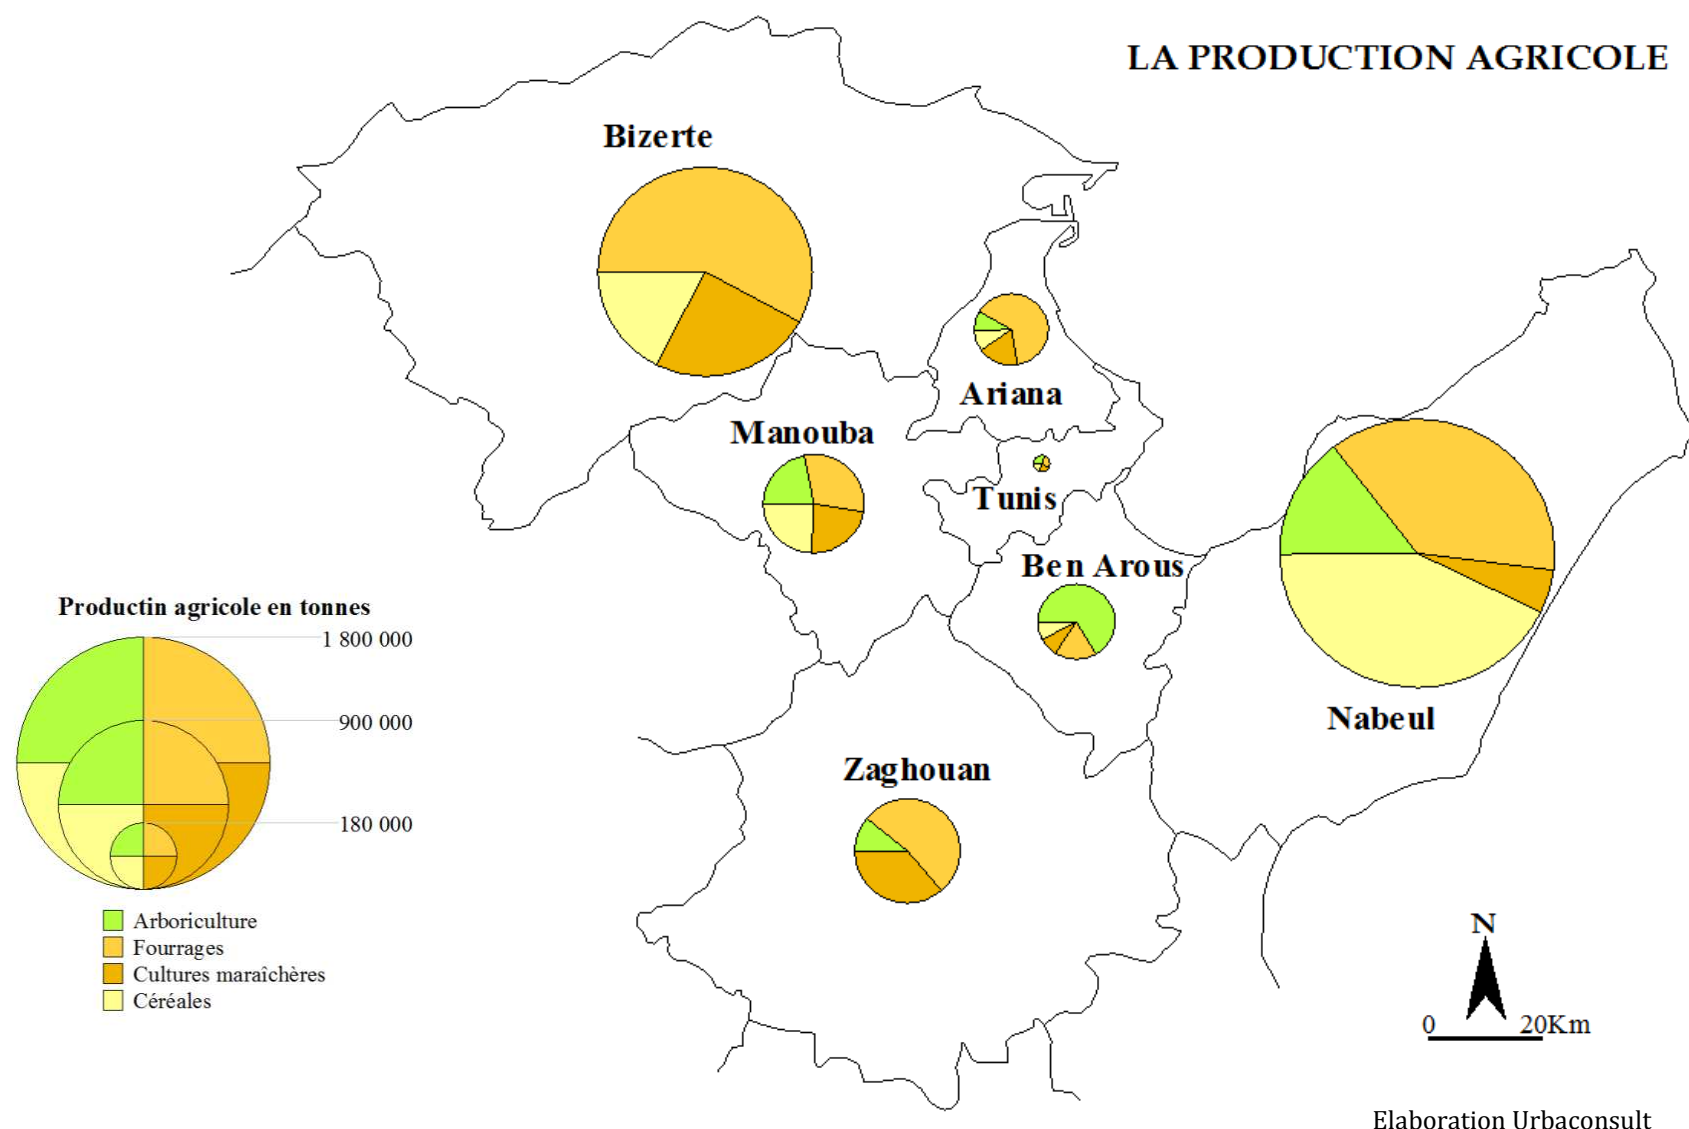 LA PRODUCTION AGRICOLE
Bizerte
Ariana
Manouba
Tunis
Ben Arous
Nabeul
Zaghouan
Productin agricole en tonnes
1 800 000
900 000
180 000
Arboriculture
Fourrages
Cultures maraîchères
Céréales
N
0 20Km
Elaboration Urbaconsult